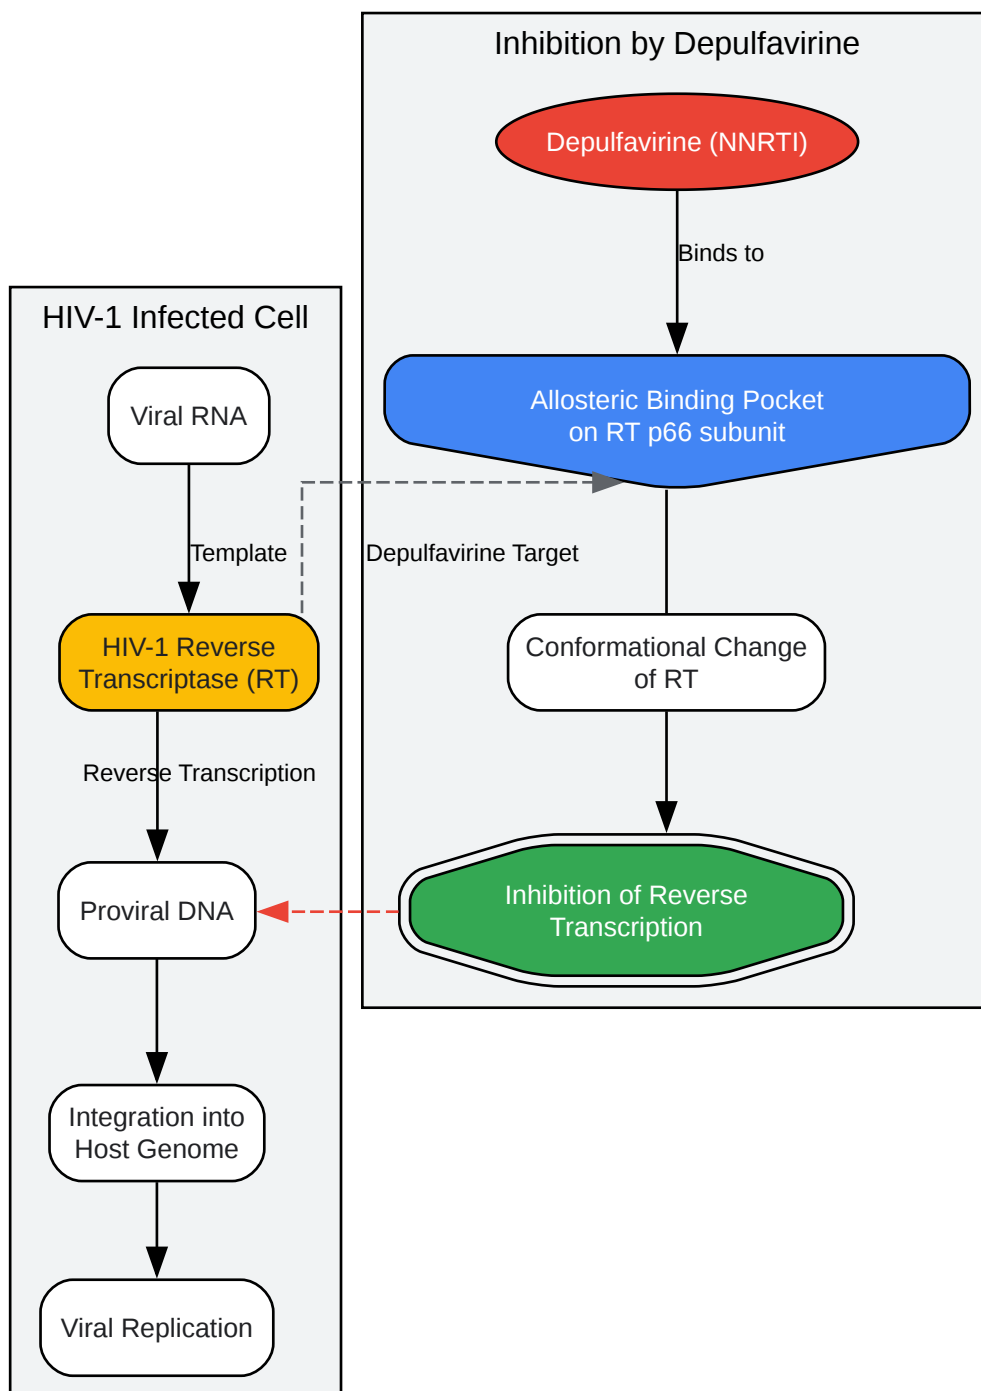 Inhibition by Depulfavirine
Depulfavirine (NNRTI)
Binds to
Allosteric Binding Pocket
on RT p66 subunit
Depulfavirine Target
Conformational Change
of RT
Inhibition of Reverse
Transcription
HIV-1 Infected Cell
Viral RNA
Template
HIV-1 Reverse
Transcriptase (RT)
Reverse Transcription
Proviral DNA
Integration into
Host Genome
Viral Replication